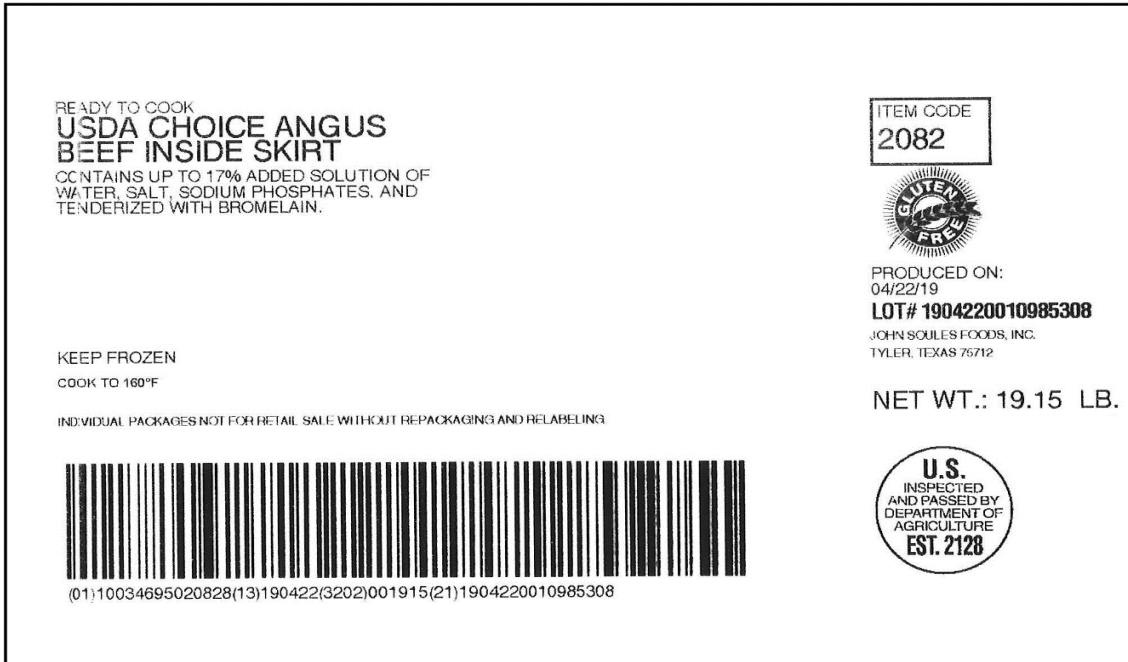 READY TO COOK
USDA CHOICE ANGUS
BEEF INSIDE SKIRT
CONTAINS UP TO 17% ADDED SOLUTION OF
WATER, SALT, SODIUM PHOSPHATES. AND
TENDERIZED WITH BROMELAIN.
KEEP FROZEN
COOK TO 160°F
INDIVIDUAL PACKAGES NOT FOR RETAIL SALE WITHOUT REPACKAGING AND RELABELING
(01)10034695020828(13)190422(3202)001915(21)1904220010985308
ITEM CODE
2082
GLUTEN
FREE
PRODUCED ON:
04/22/19
LOT# 1904220010985308
JOHN SOULES FOODS, INC.
TYLER, TEXAS 75712
NET WT.: 19.15 LB.
U.S.
INSPECTED
AND PASSED BY
DEPARTMENT OF
AGRICULTURE
EST. 2128